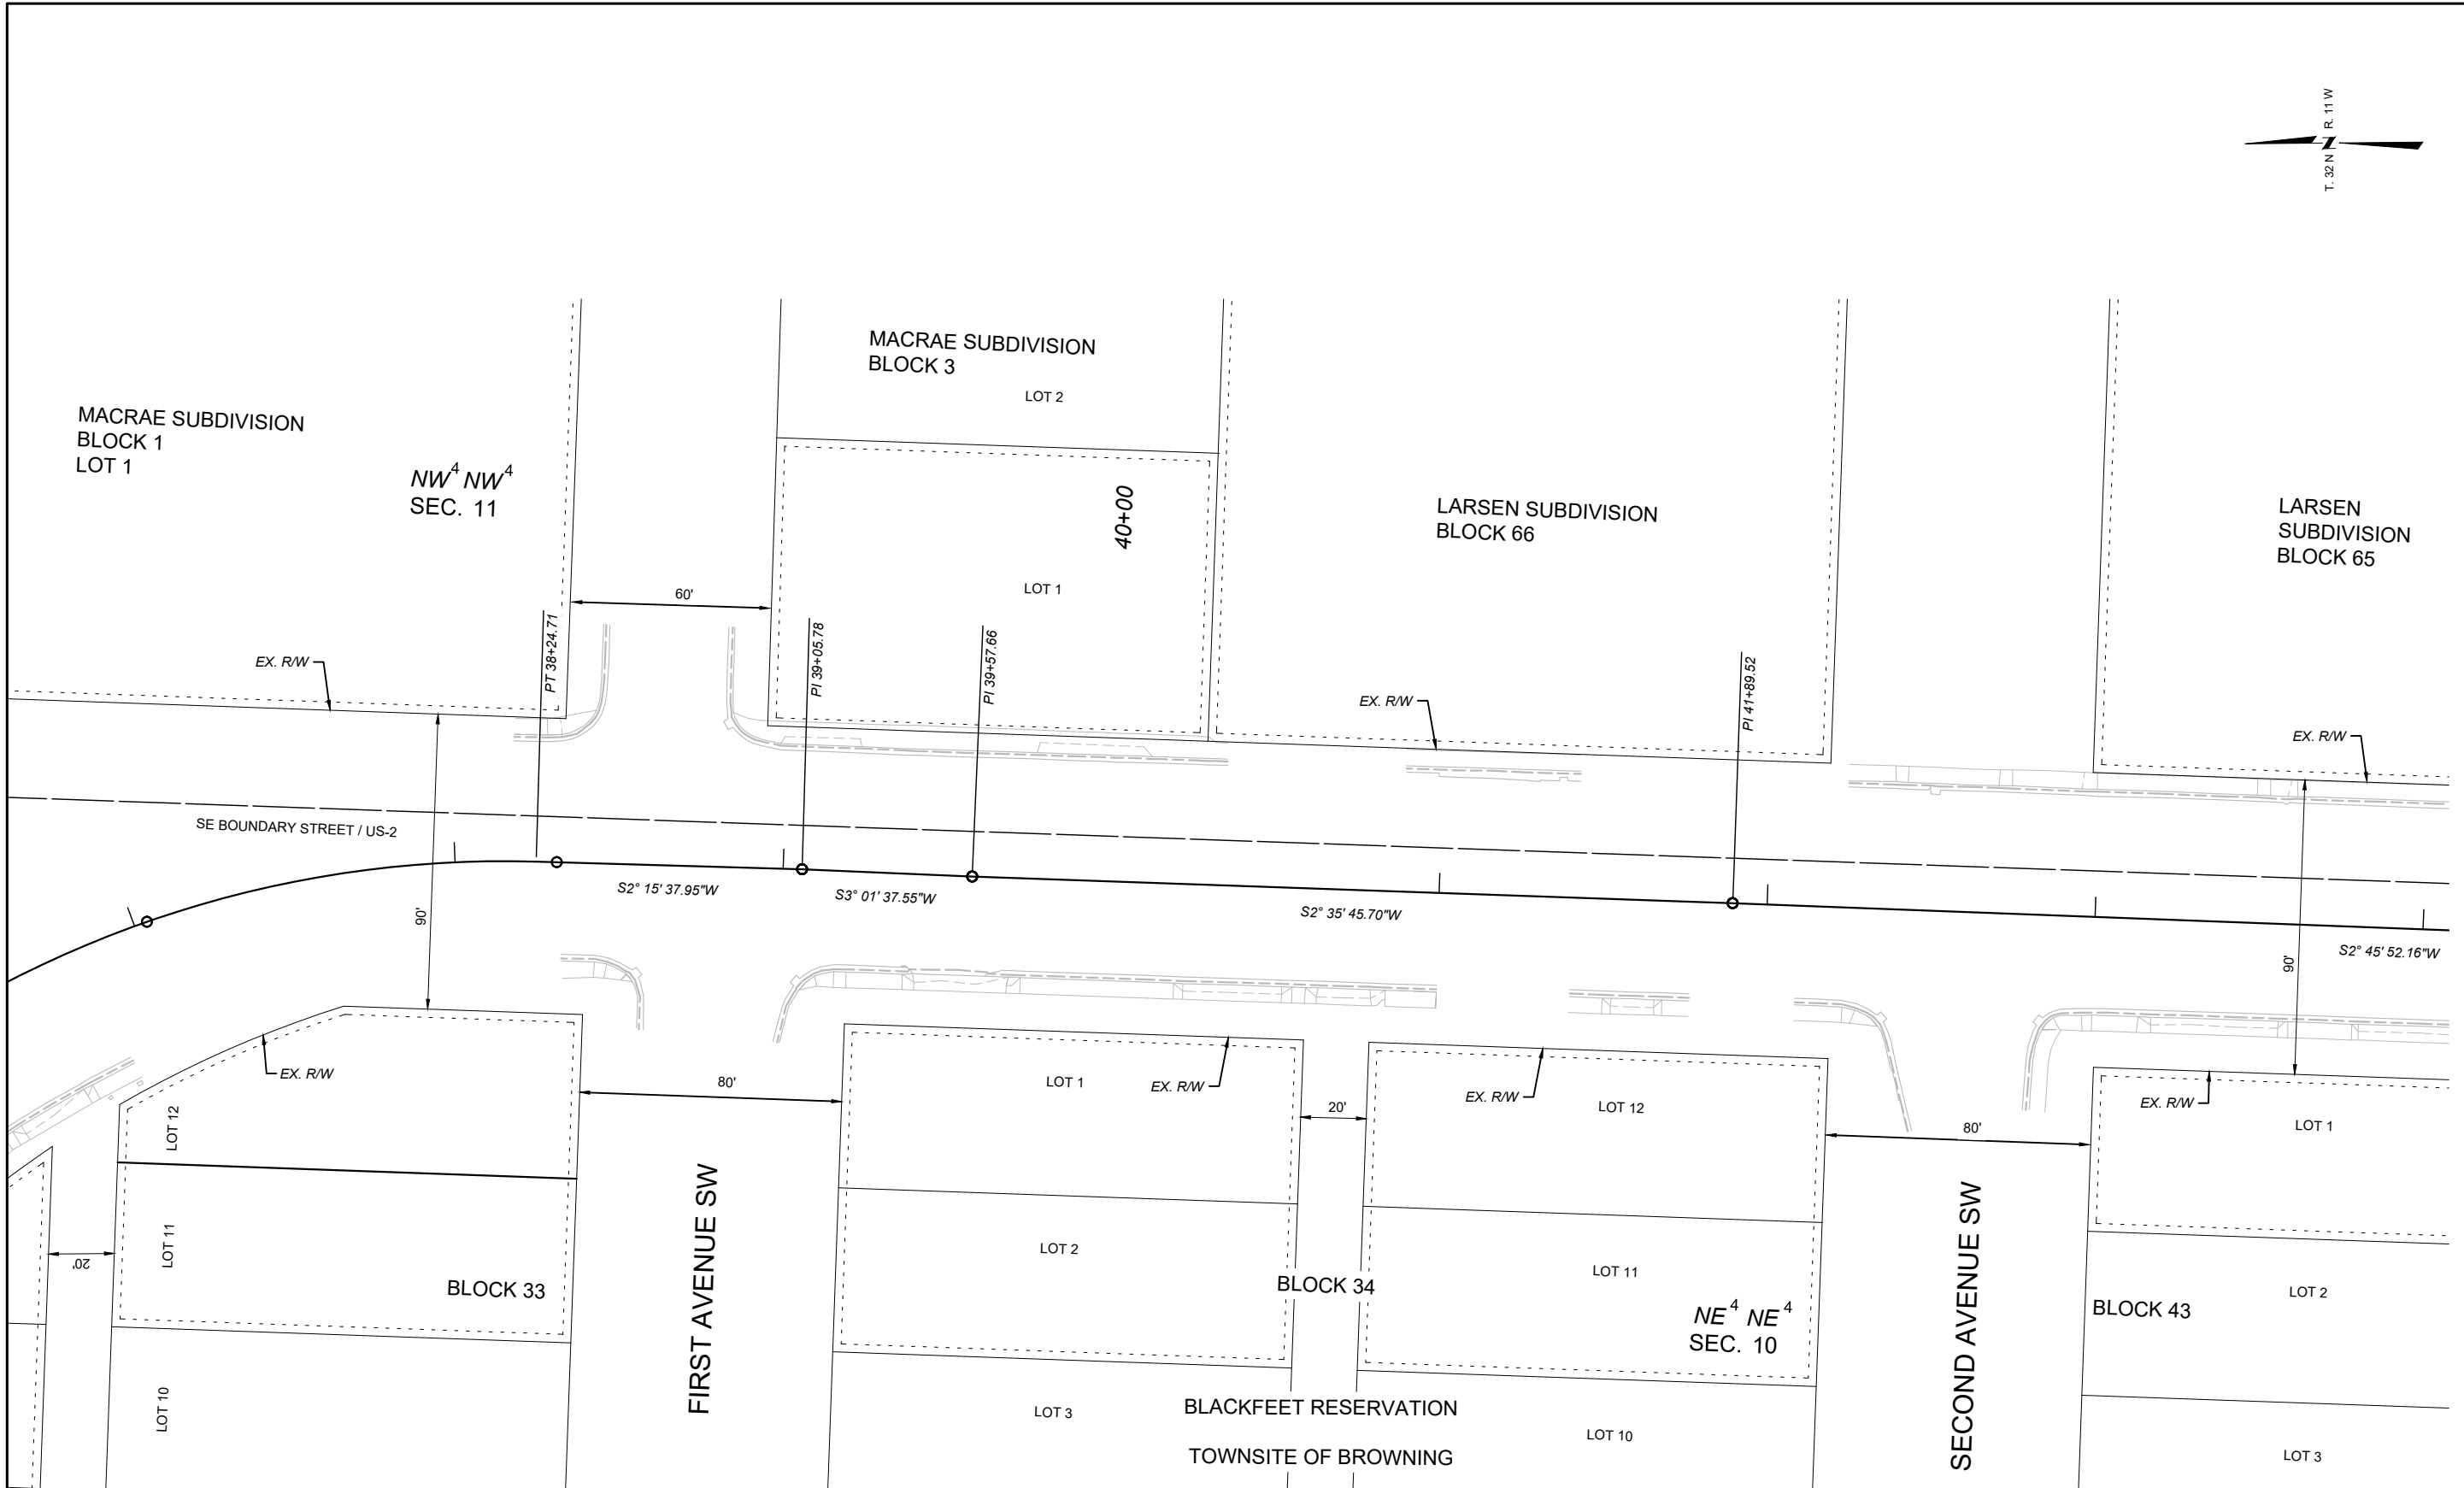 R. 11 W
T. 32 N
MACRAE SUBDIVISION
BLOCK 3
LOT 2
MACRAE SUBDIVISION
BLOCK 1
LOT 1
NW4 NW4
SEC. 11
40+00
LARSEN SUBDIVISION
BLOCK 66
LARSEN
SUBDIVISION
BLOCK 65
60'
LOT 1
EX. R/W
PT 38+24.71
PI 39+05.78
PI 39+57.66
EX. R/W
PI 41+89.52
EX. R/W
SE BOUNDARY STREET / US-2
90'
S2° 15' 37.95"W
S3° 01' 37.55"W
S2° 35' 45.70"W
90'
S2° 45' 52.16"W
EX. R/W
LOT 12
80'
LOT 1
EX. R/W
20'
EX. R/W
LOT 12
80'
EX. R/W
LOT 1
20'
LOT 11
BLOCK 33
FIRST AVENUE SW
LOT 2
BLOCK 34
LOT 11
NE4 NE4
SEC. 10
SECOND AVENUE SW
BLOCK 43
LOT 2
LOT 10
LOT 3
BLACKFEET RESERVATION
TOWNSITE OF BROWNING
LOT 10
LOT 3